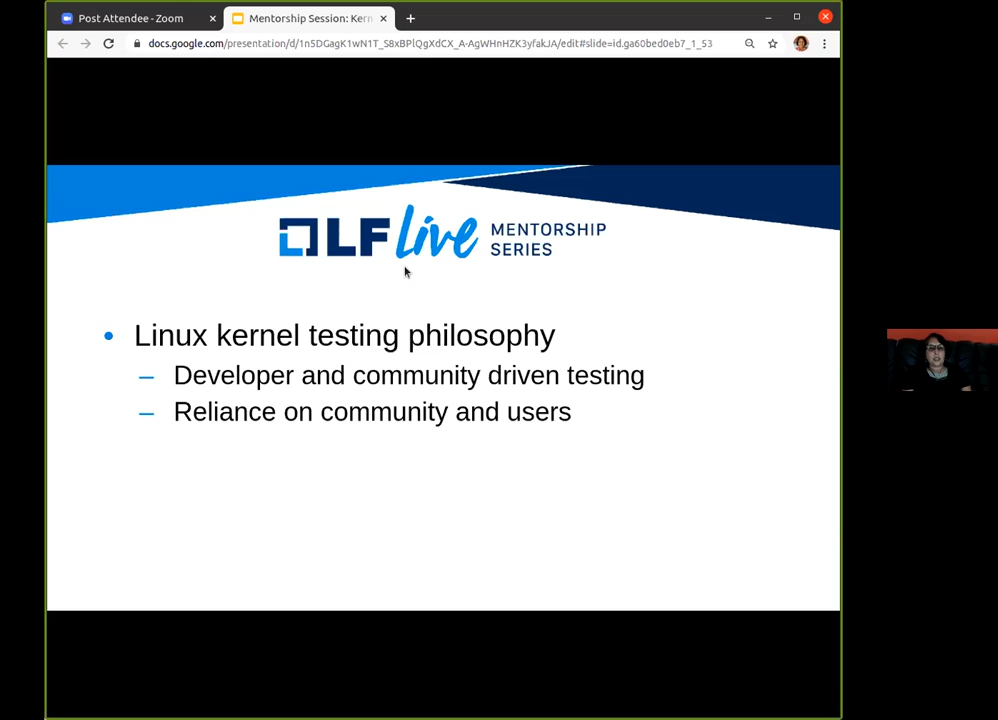 Post Attendee - Zoom
Mentorship Session: Kern
docs.google.com/presentation/d/1n5DGagK1wN1T_S8xBPlQgXdCX_A-AgWHnHZK3yfakJA/edit#slide=id.ga60bed0eb7_1_53
LF Live MENTORSHIP
SERIES
Linux kernel testing philosophy
– Developer and community driven testing
– Reliance on community and users